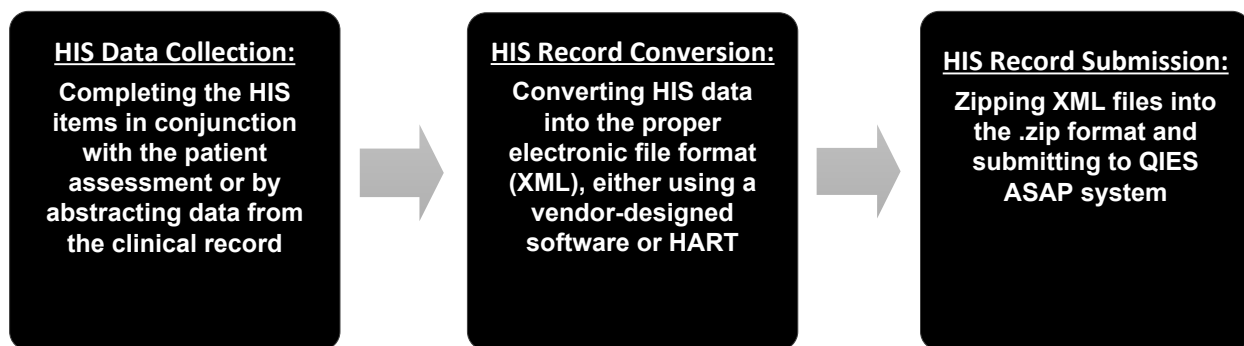 HIS Data Collection:
Completing the HIS
items in conjunction
with the patient
assessment or by
abstracting data from
the clinical record
HIS Record Conversion:
Converting HIS data
into the proper
electronic file format
(XML), either using a
vendor-designed
software or HART
HIS Record Submission:
Zipping XML files into
the .zip format and
submitting to QIES
ASAP system